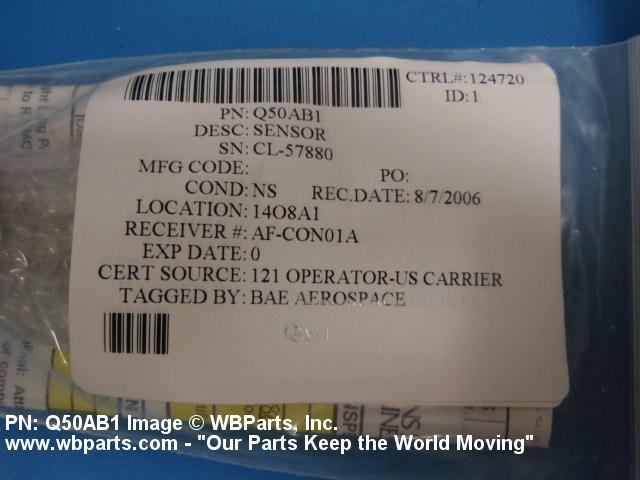 CTRL#: 124720
ID: 1
PN: Q50AB1
DESC: SENSOR
SN: CL-57880
MFG CODE:
PO:
COND: NS REC.DATE: 8/7/2006
LOCATION: 14O8A1
RECEIVER #: AF-CON01A
EXP DATE: 0
CERT SOURCE: 121 OPERATOR-US CARRIER
TAGGED BY: BAE AEROSPACE
PN: Q50AB1 Image © WBParts, Inc.
www.wbparts.com - "Our Parts Keep the World Moving"